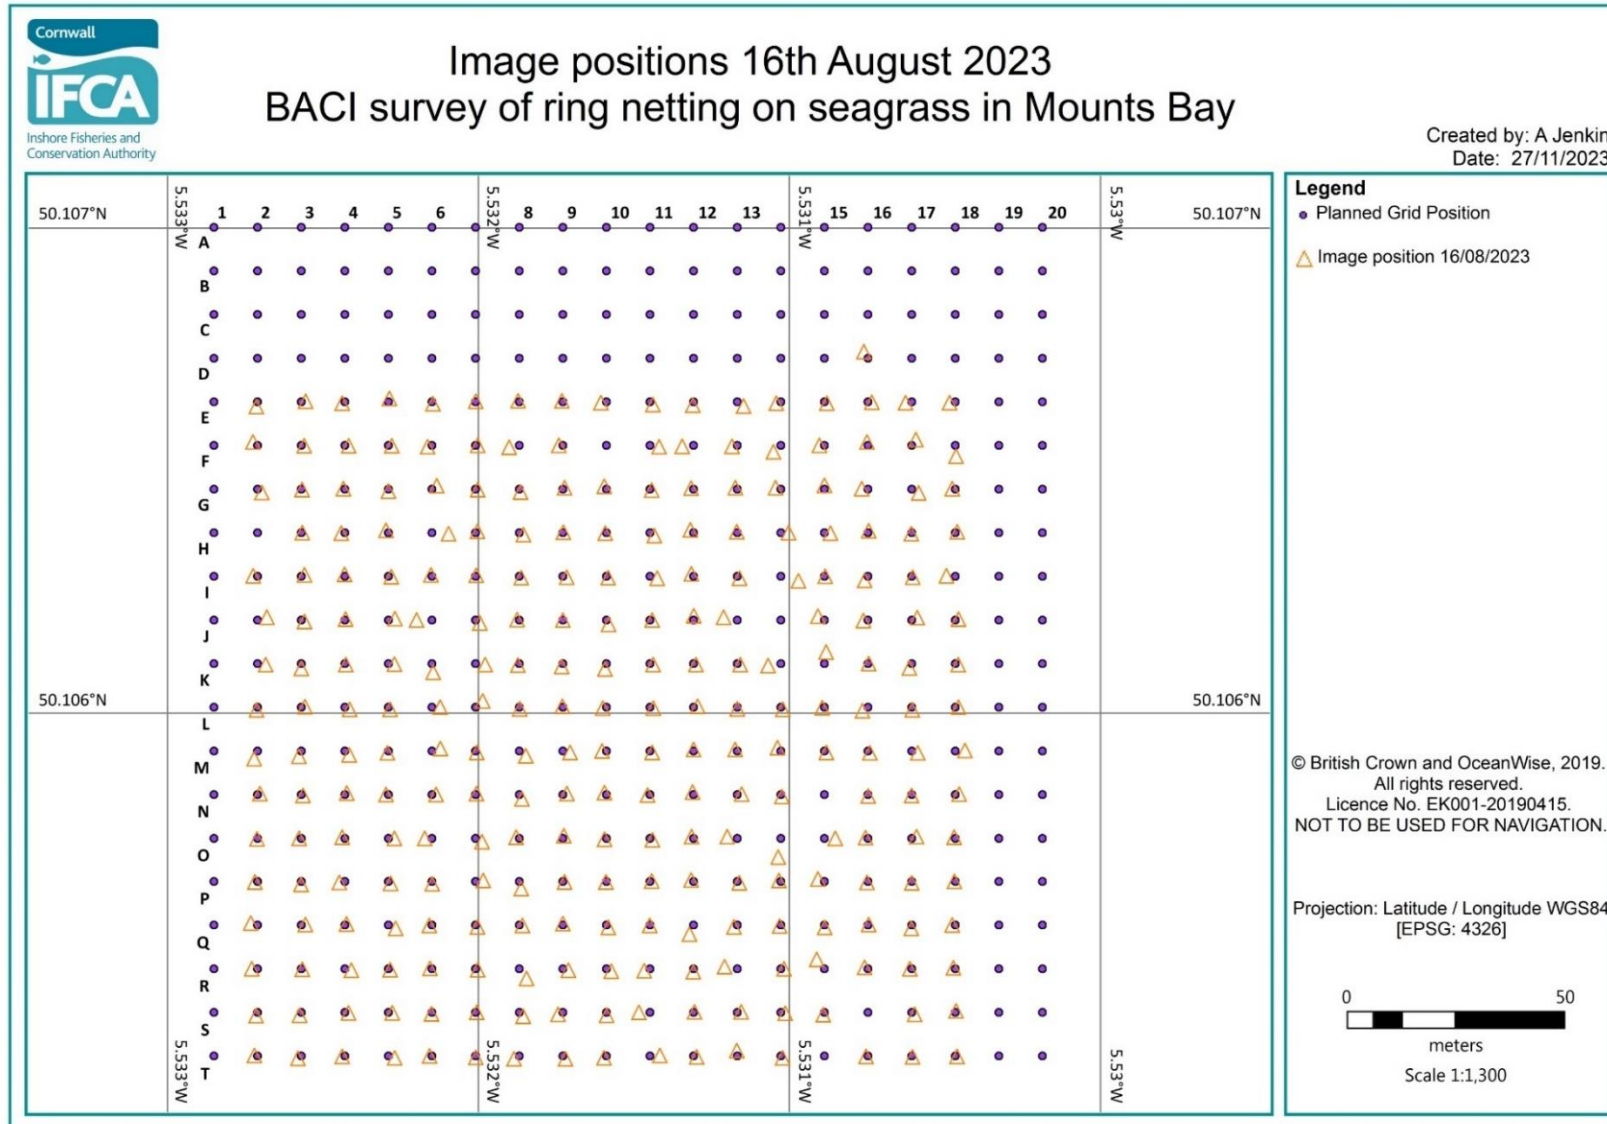 Cornwall
IFCA
Inshore Fisheries and
Conservation Authority
Image positions 16th August 2023
BACI survey of ring netting on seagrass in Mounts Bay
Created by: A Jenkin
Date: 27/11/2023
5.533°W
5.532°W
5.531°W
5.53°W
50.107°N
1 2 3 4 5 6 8 9 10 11 12 13 15 16 17 18 19 20
50.107°N
A
B
C
D
E
F
G
H
I
J
K
50.106°N
50.106°N
L
M
N
O
P
Q
R
S
T
5.533°W
5.532°W
5.531°W
5.53°W
Legend
Planned Grid Position
Image position 16/08/2023
© British Crown and OceanWise, 2019.
All rights reserved.
Licence No. EK001-20190415.
NOT TO BE USED FOR NAVIGATION.
Projection: Latitude / Longitude WGS84
[EPSG: 4326]
0 50
meters
Scale 1:1,300